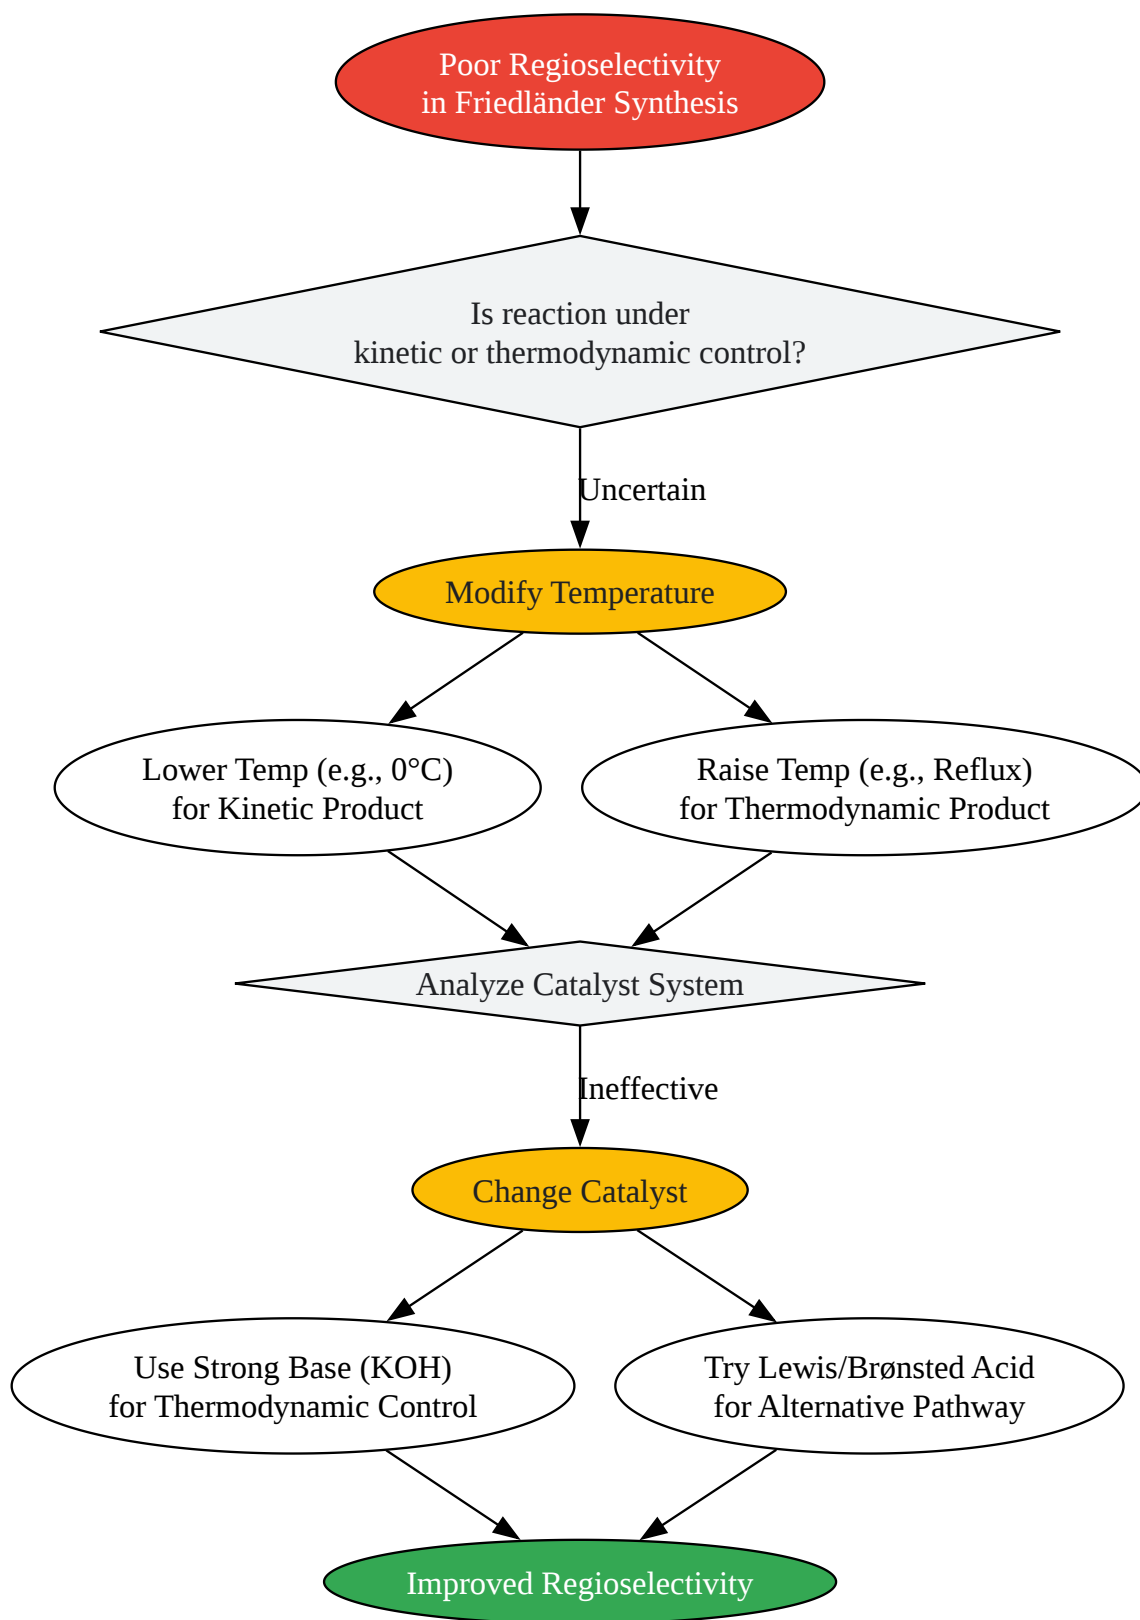 Poor Regioselectivity
in Friedländer Synthesis
Is reaction under
kinetic or thermodynamic control?
Uncertain
Modify Temperature
Lower Temp (e.g., 0°C)
for Kinetic Product
Raise Temp (e.g., Reflux)
for Thermodynamic Product
Analyze Catalyst System
Ineffective
Change Catalyst
Use Strong Base (KOH)
for Thermodynamic Control
Try Lewis/Brønsted Acid
for Alternative Pathway
Improved Regioselectivity